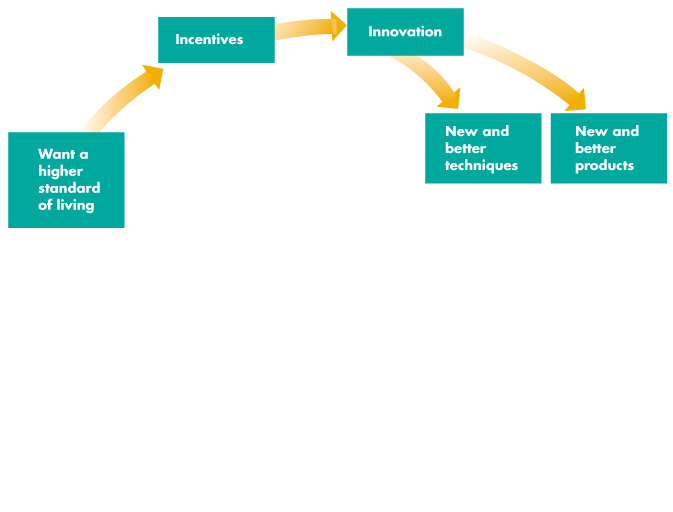 Incentives
Innovation
New and
better
techniques
New and
better
products
Want a
higher
standard
of living